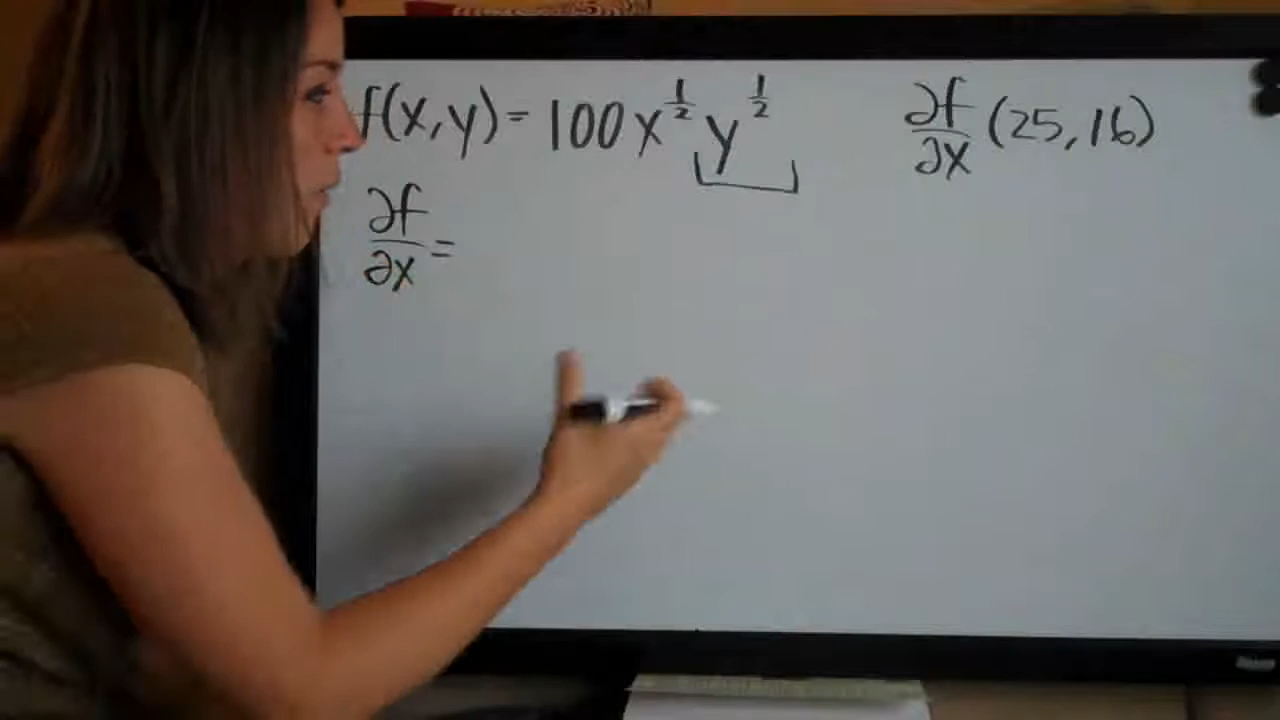 f(x,y) = 100x^{1/2} y^{1/2}
∂f/∂x (25,16)
∂f/∂x =